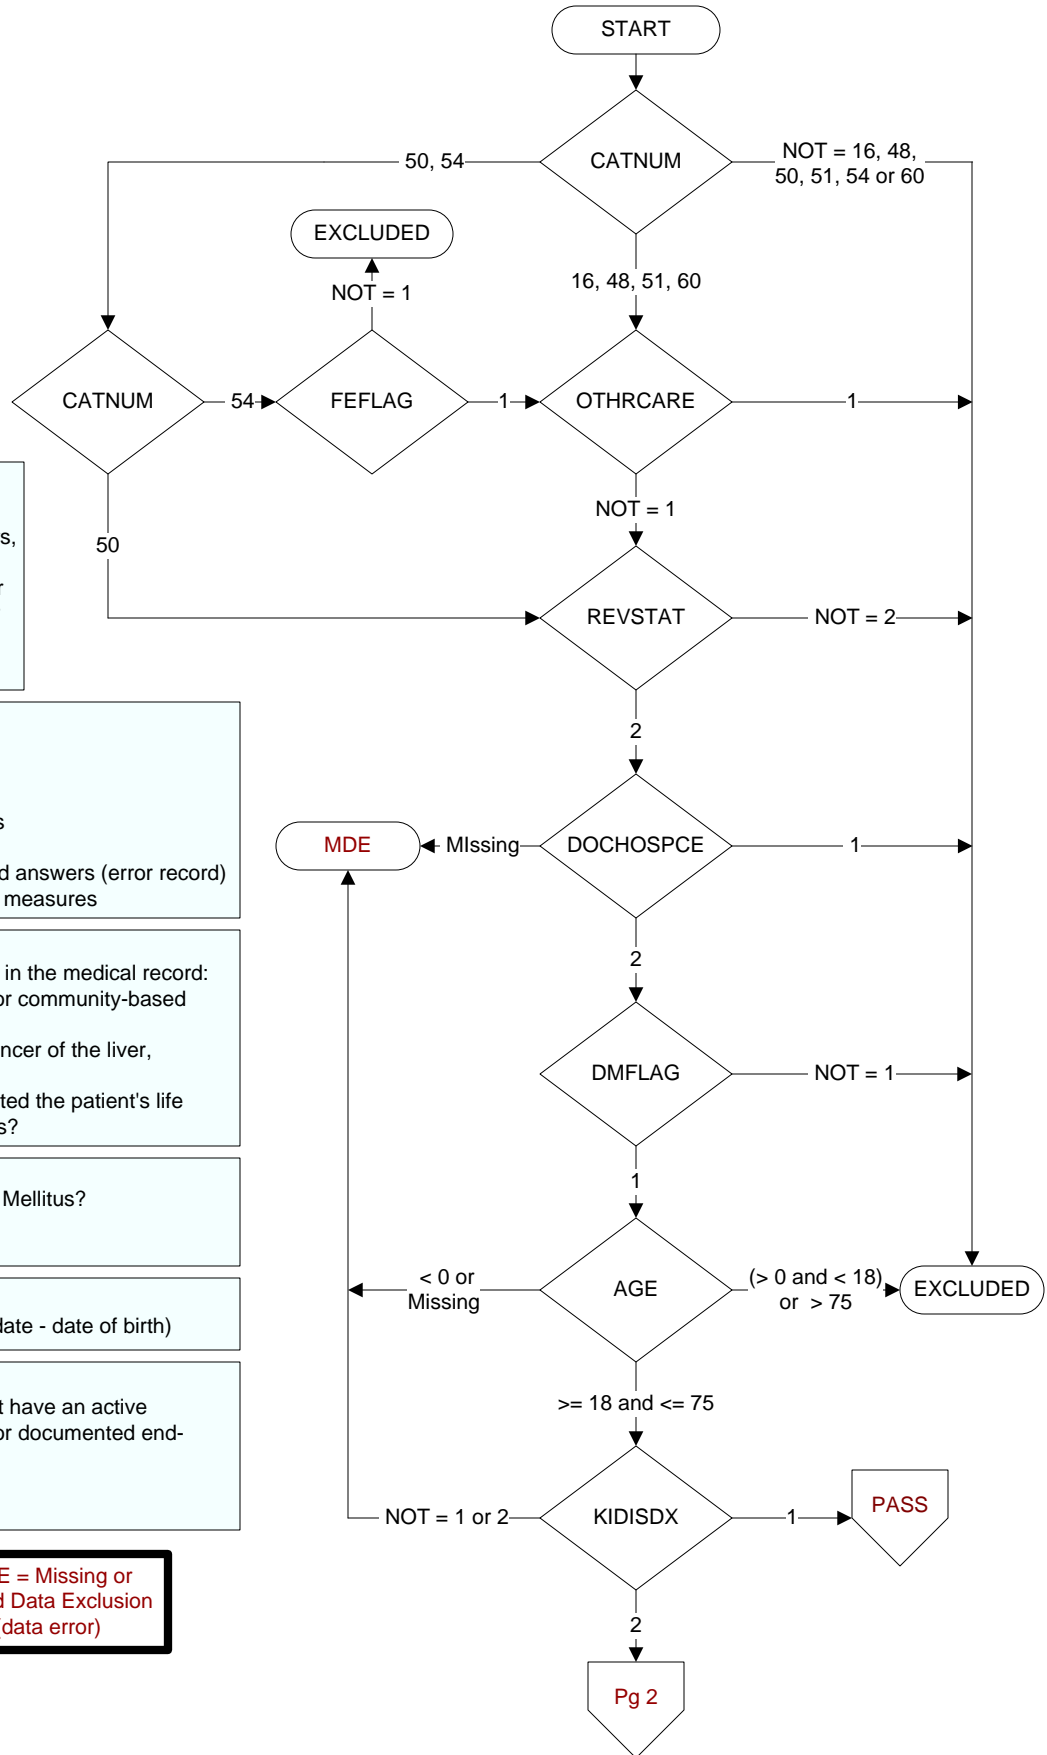 START
CATNUM
50, 54
NOT = 16, 48,
50, 51, 54 or 60
EXCLUDED
NOT = 1
16, 48, 51, 60
CATNUM
54
FEFLAG
1
OTHRCARE
1
NOT = 1
50
REVSTAT
NOT = 2
2
MDE
MIssing
DOCHOSPCE
1
2
DMFLAG
NOT = 1
1
< 0 or
Missing
AGE
(> 0 and < 18)
or > 75
EXCLUDED
>= 18 and <= 75
NOT = 1 or 2
KIDISDX
1
PASS
2
Pg 2
s,
r
s
d answers (error record)
measures
in the medical record:
or community-based
ncer of the liver,
ted the patient's life
s?
Mellitus?
date - date of birth)
t have an active
or documented end-
E = Missing or
d Data Exclusion
(data error)